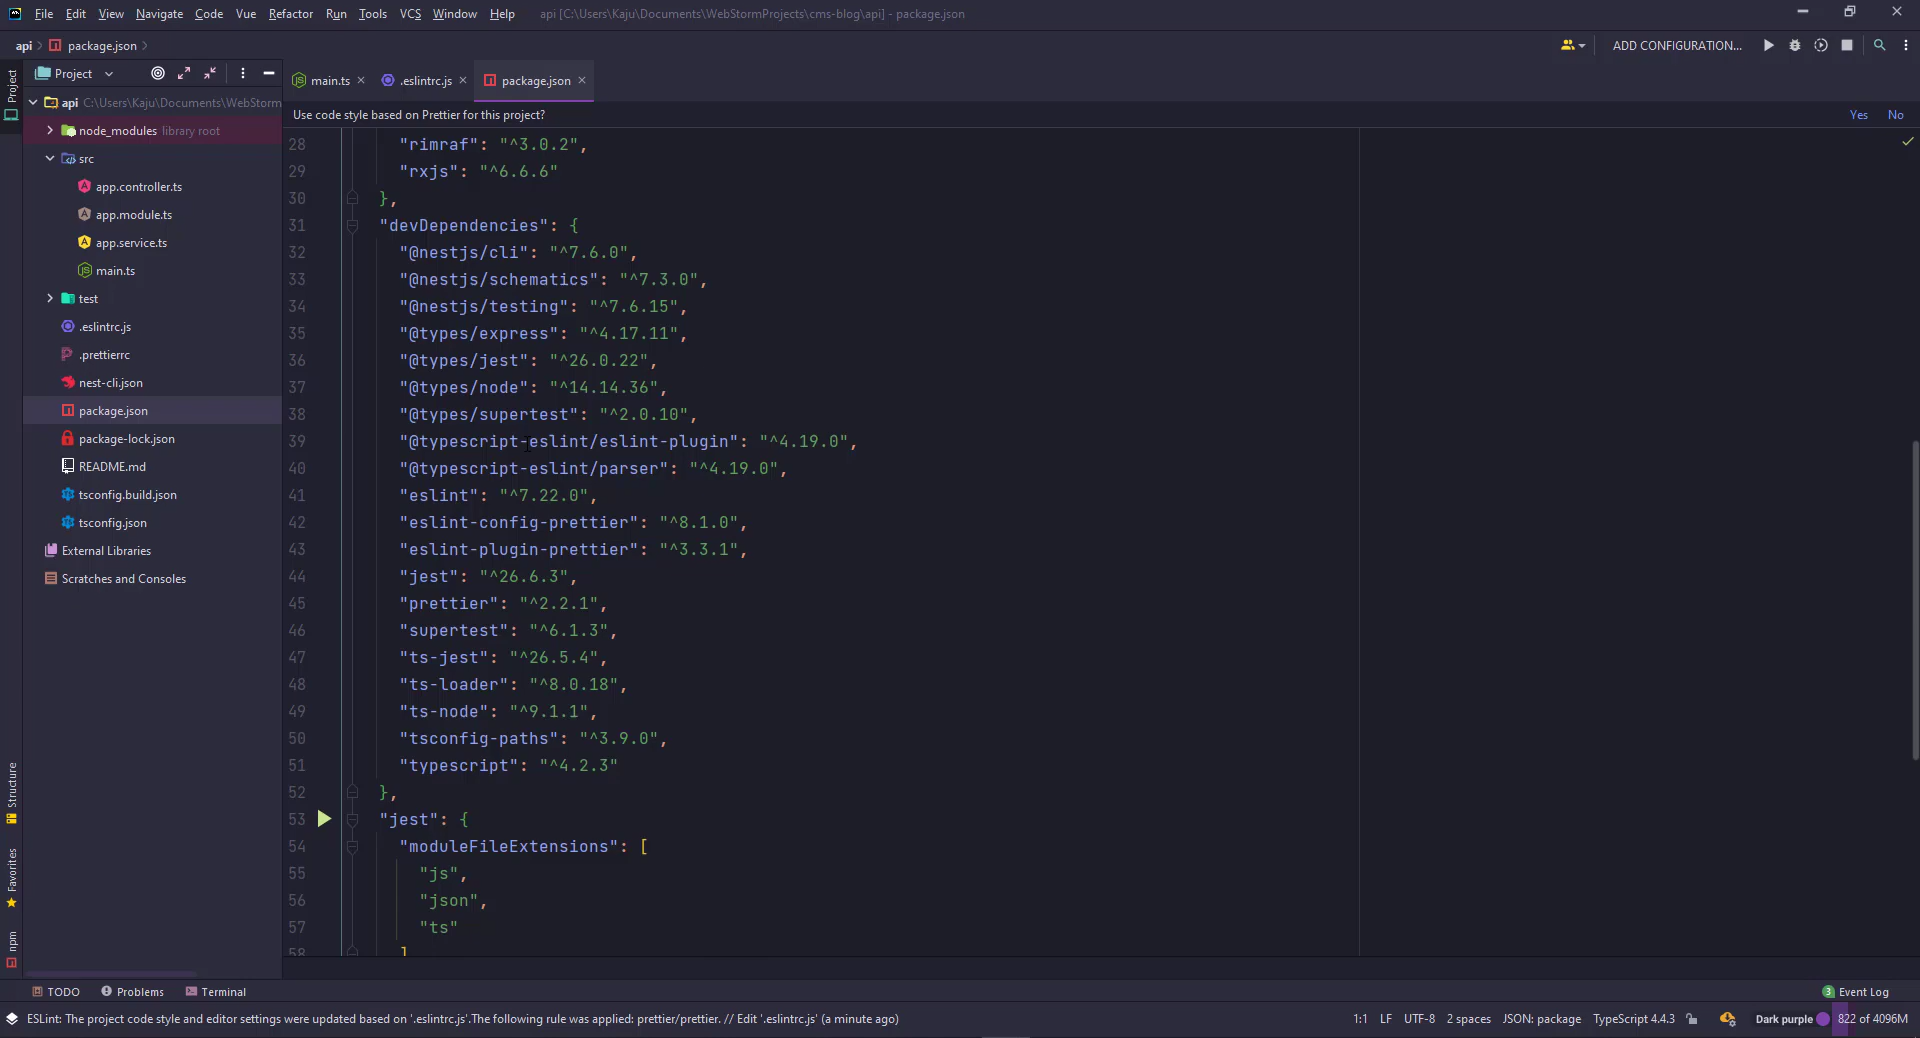 File Edit View Navigate Code Vue Refactor Run Tools VCS Window Help api [C:\Users\Kaju\Documents\WebStormProjects\cms-blog\api] - package.json
api package.json ADD CONFIGURATION...
Project
Project
main.ts .eslintrc.js package.json
api C:\Users\Kaju\Documents\WebStorm
node_modules library root
src
app.controller.ts
app.module.ts
app.service.ts
main.ts
test
.eslintrc.js
.prettierrc
nest-cli.json
package.json
package-lock.json
README.md
tsconfig.build.json
tsconfig.json
External Libraries
Scratches and Consoles
Structure
Favorites
npm
Use code style based on Prettier for this project? Yes No
28 "rimraf": "^3.0.2",
29 "rxjs": "^6.6.6"
30 },
31 "devDependencies": {
32 "@nestjs/cli": "^7.6.0",
33 "@nestjs/schematics": "^7.3.0",
34 "@nestjs/testing": "^7.6.15",
35 "@types/express": "^4.17.11",
36 "@types/jest": "^26.0.22",
37 "@types/node": "^14.14.36",
38 "@types/supertest": "^2.0.10",
39 "@typescript-eslint/eslint-plugin": "^4.19.0",
40 "@typescript-eslint/parser": "^4.19.0",
41 "eslint": "^7.22.0",
42 "eslint-config-prettier": "^8.1.0",
43 "eslint-plugin-prettier": "^3.3.1",
44 "jest": "^26.6.3",
45 "prettier": "^2.2.1",
46 "supertest": "^6.1.3",
47 "ts-jest": "^26.5.4",
48 "ts-loader": "^8.0.18",
49 "ts-node": "^9.1.1",
50 "tsconfig-paths": "^3.9.0",
51 "typescript": "^4.2.3"
52 },
53 "jest": {
54 "moduleFileExtensions": [
55 "js",
56 "json",
57 "ts"
58 ]
TODO Problems Terminal 3 Event Log
ESLint: The project code style and editor settings were updated based on '.eslintrc.js'.The following rule was applied: prettier/prettier. // Edit '.eslintrc.js' (a minute ago) 1:1 LF UTF-8 2 spaces JSON: package TypeScript 4.4.3 Dark purple 822 of 4096M